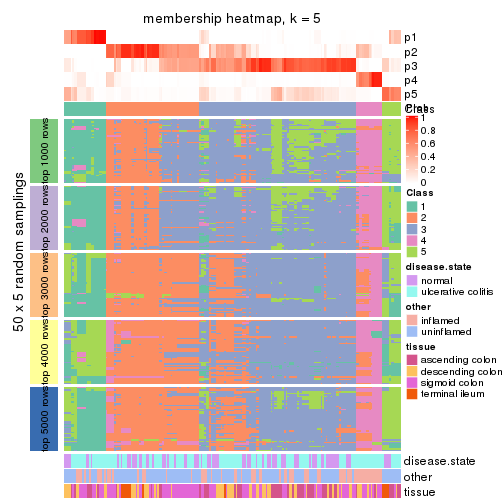 membership heatmap, k = 5
p1
p2
p3
p4
p5
Class
50 x 5 random samplings
top 1000 rows
top 2000 rows
top 3000 rows
top 4000 rows
top 5000 rows
1
0.8
0.6
0.4
0.2
0
Class
1
2
3
4
5
disease.state
normal
ulcerative colitis
other
inflamed
uninflamed
tissue
ascending colon
descending colon
sigmoid colon
terminal ileum
disease.state
other
tissue